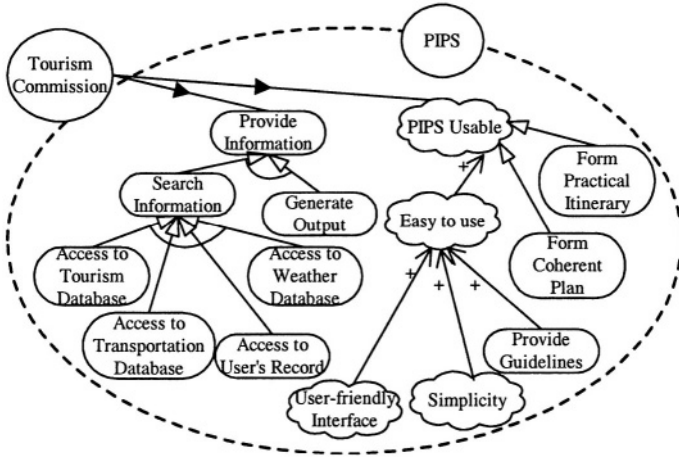 PIPS
Tourism
Commission
Provide
Information
PIPS Usable
Form
Practical
Itinerary
Search
Information
Generate
Output
Easy to use
Form
Coherent
Plan
Access to
Tourism
Database
Access to
Weather
Database
Access to
Transportation
Database
Access to
User's Record
Provide
Guidelines
User-friendly
Interface
Simplicity
+
+
+
+